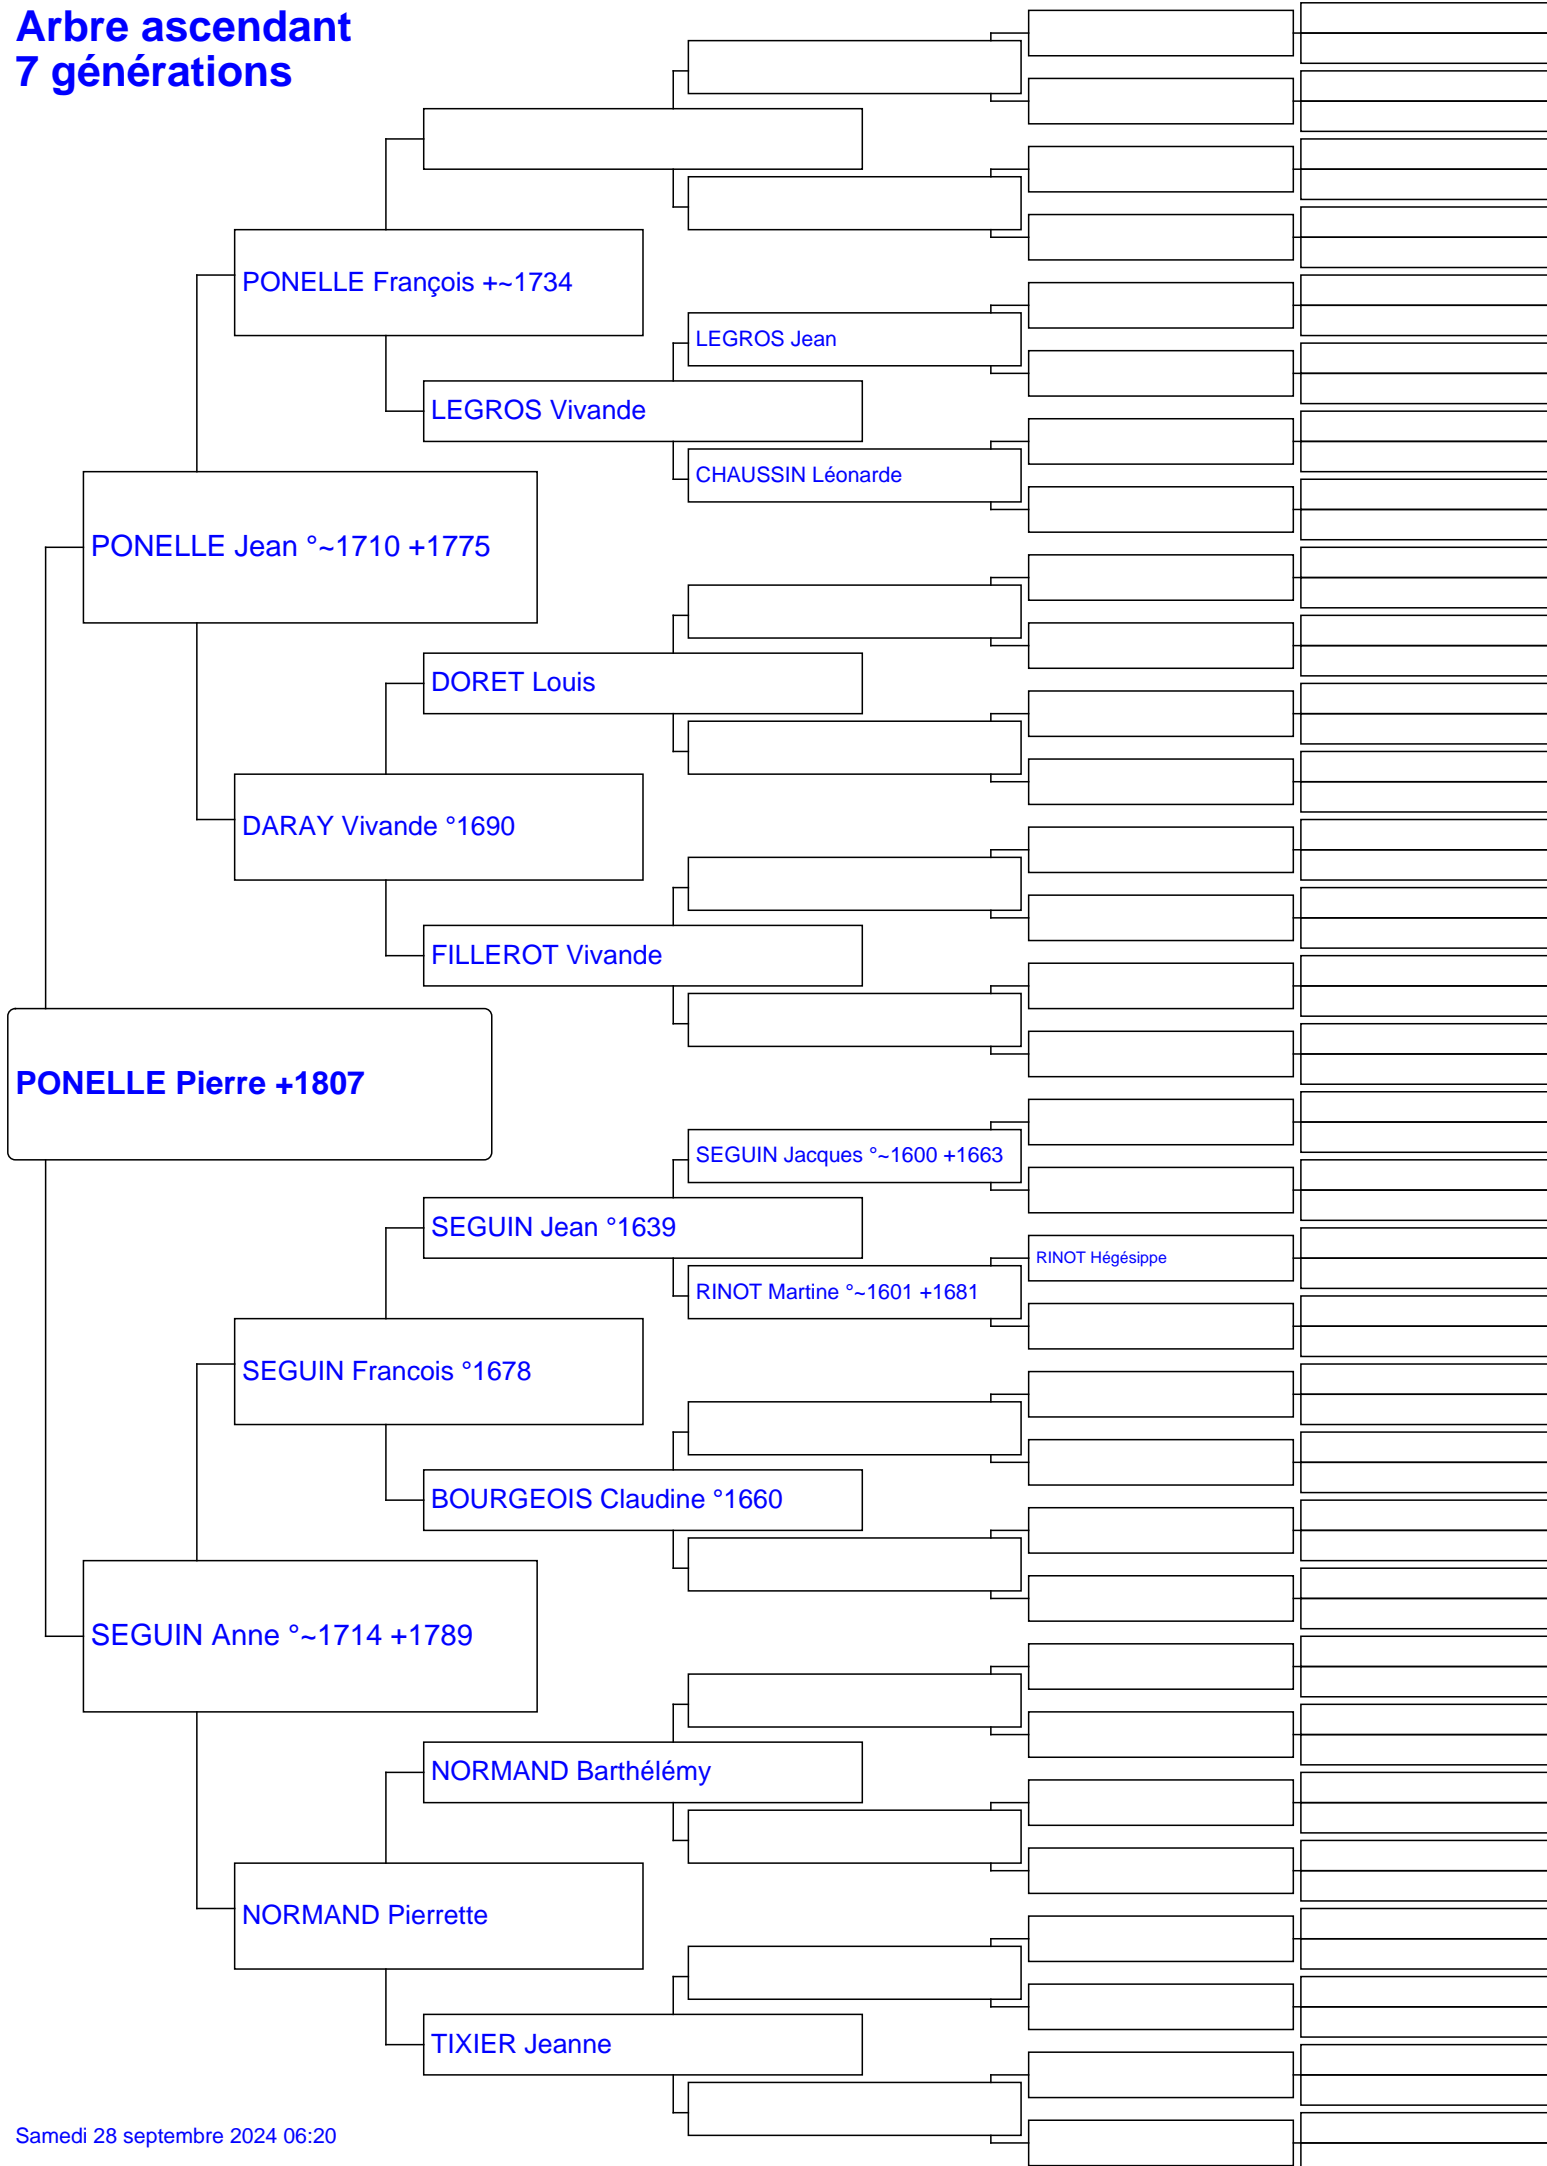 Arbre ascendant
7 générations
PONELLE François +~1734
LEGROS Jean
LEGROS Vivande
CHAUSSIN Léonarde
PONELLE Jean °~1710 +1775
DORET Louis
DARAY Vivande °1690
FILLEROT Vivande
PONELLE Pierre +1807
SEGUIN Jacques °~1600 +1663
SEGUIN Jean °1639
RINOT Hégésippe
RINOT Martine °~1601 +1681
SEGUIN Francois °1678
BOURGEOIS Claudine °1660
SEGUIN Anne °~1714 +1789
NORMAND Barthélémy
NORMAND Pierrette
TIXIER Jeanne
Samedi 28 septembre 2024 06:20